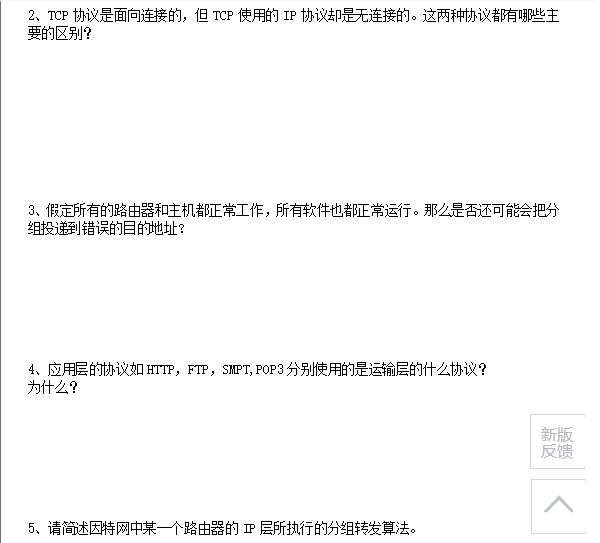 2、TCP 协议是面向连接的，但 TCP 使用的 IP 协议却是无连接的。这两种协议都有哪些主
要的区别？
3、假定所有的路由器和主机都正常工作，所有软件也都正常运行。那么是否还可能会把分
组投递到错误的目的地址？
4、应用层的协议如 HTTP，FTP，SMPT,POP3 分别使用的是运输层的什么协议？
为什么？
新版
反馈
5、请简述因特网中某一个路由器的 IP 层所执行的分组转发算法。